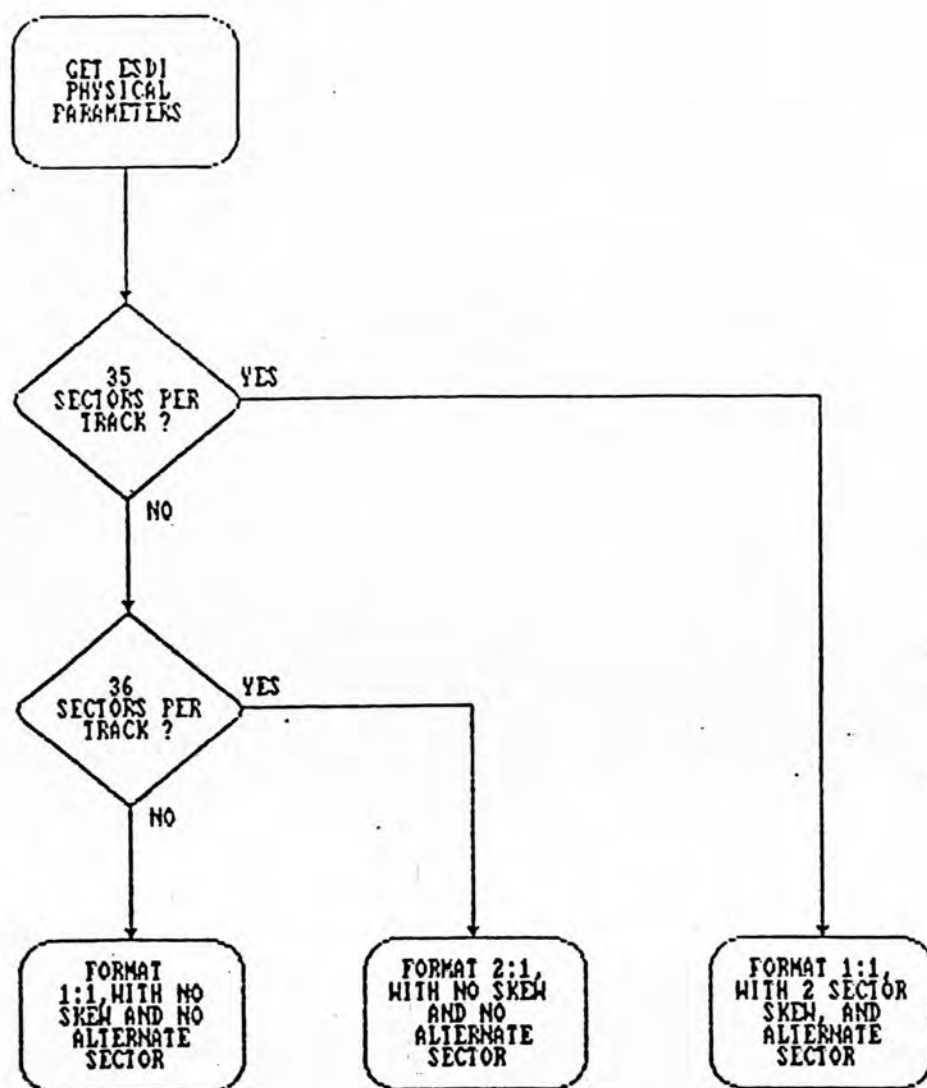 GET ESDI
PHYSICAL
PARAMETERS
35
SECTORS PER
TRACK ?
YES
NO
36
SECTORS PER
TRACK ?
YES
NO
FORMAT
1:1,WITH NO
SKEW AND NO
ALTERNATE
SECTOR
FORMAT 2:1,
WITH NO SKEW
AND NO
ALTERNATE
SECTOR
FORMAT 1:1,
WITH 2 SECTOR
SKEW, AND
ALTERNATE
SECTOR